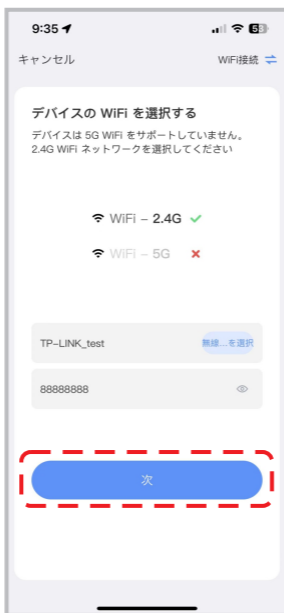 9:35
キャンセル
WiFi接続
デバイスの WiFi を選択する
デバイスは 5G WiFi をサポートしていません。
2.4G WiFi ネットワークを選択してください
WiFi – 2.4G
WiFi – 5G
TP-LINK_test
無線...を選択
88888888
次